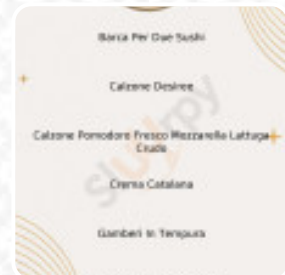 Barca Per Due Sushi
Calzone Desiree
Calzone Pomodoro Fresco Mozzarella Lattuga
Crudo
Crema Catalana
Gamberi In Tempura